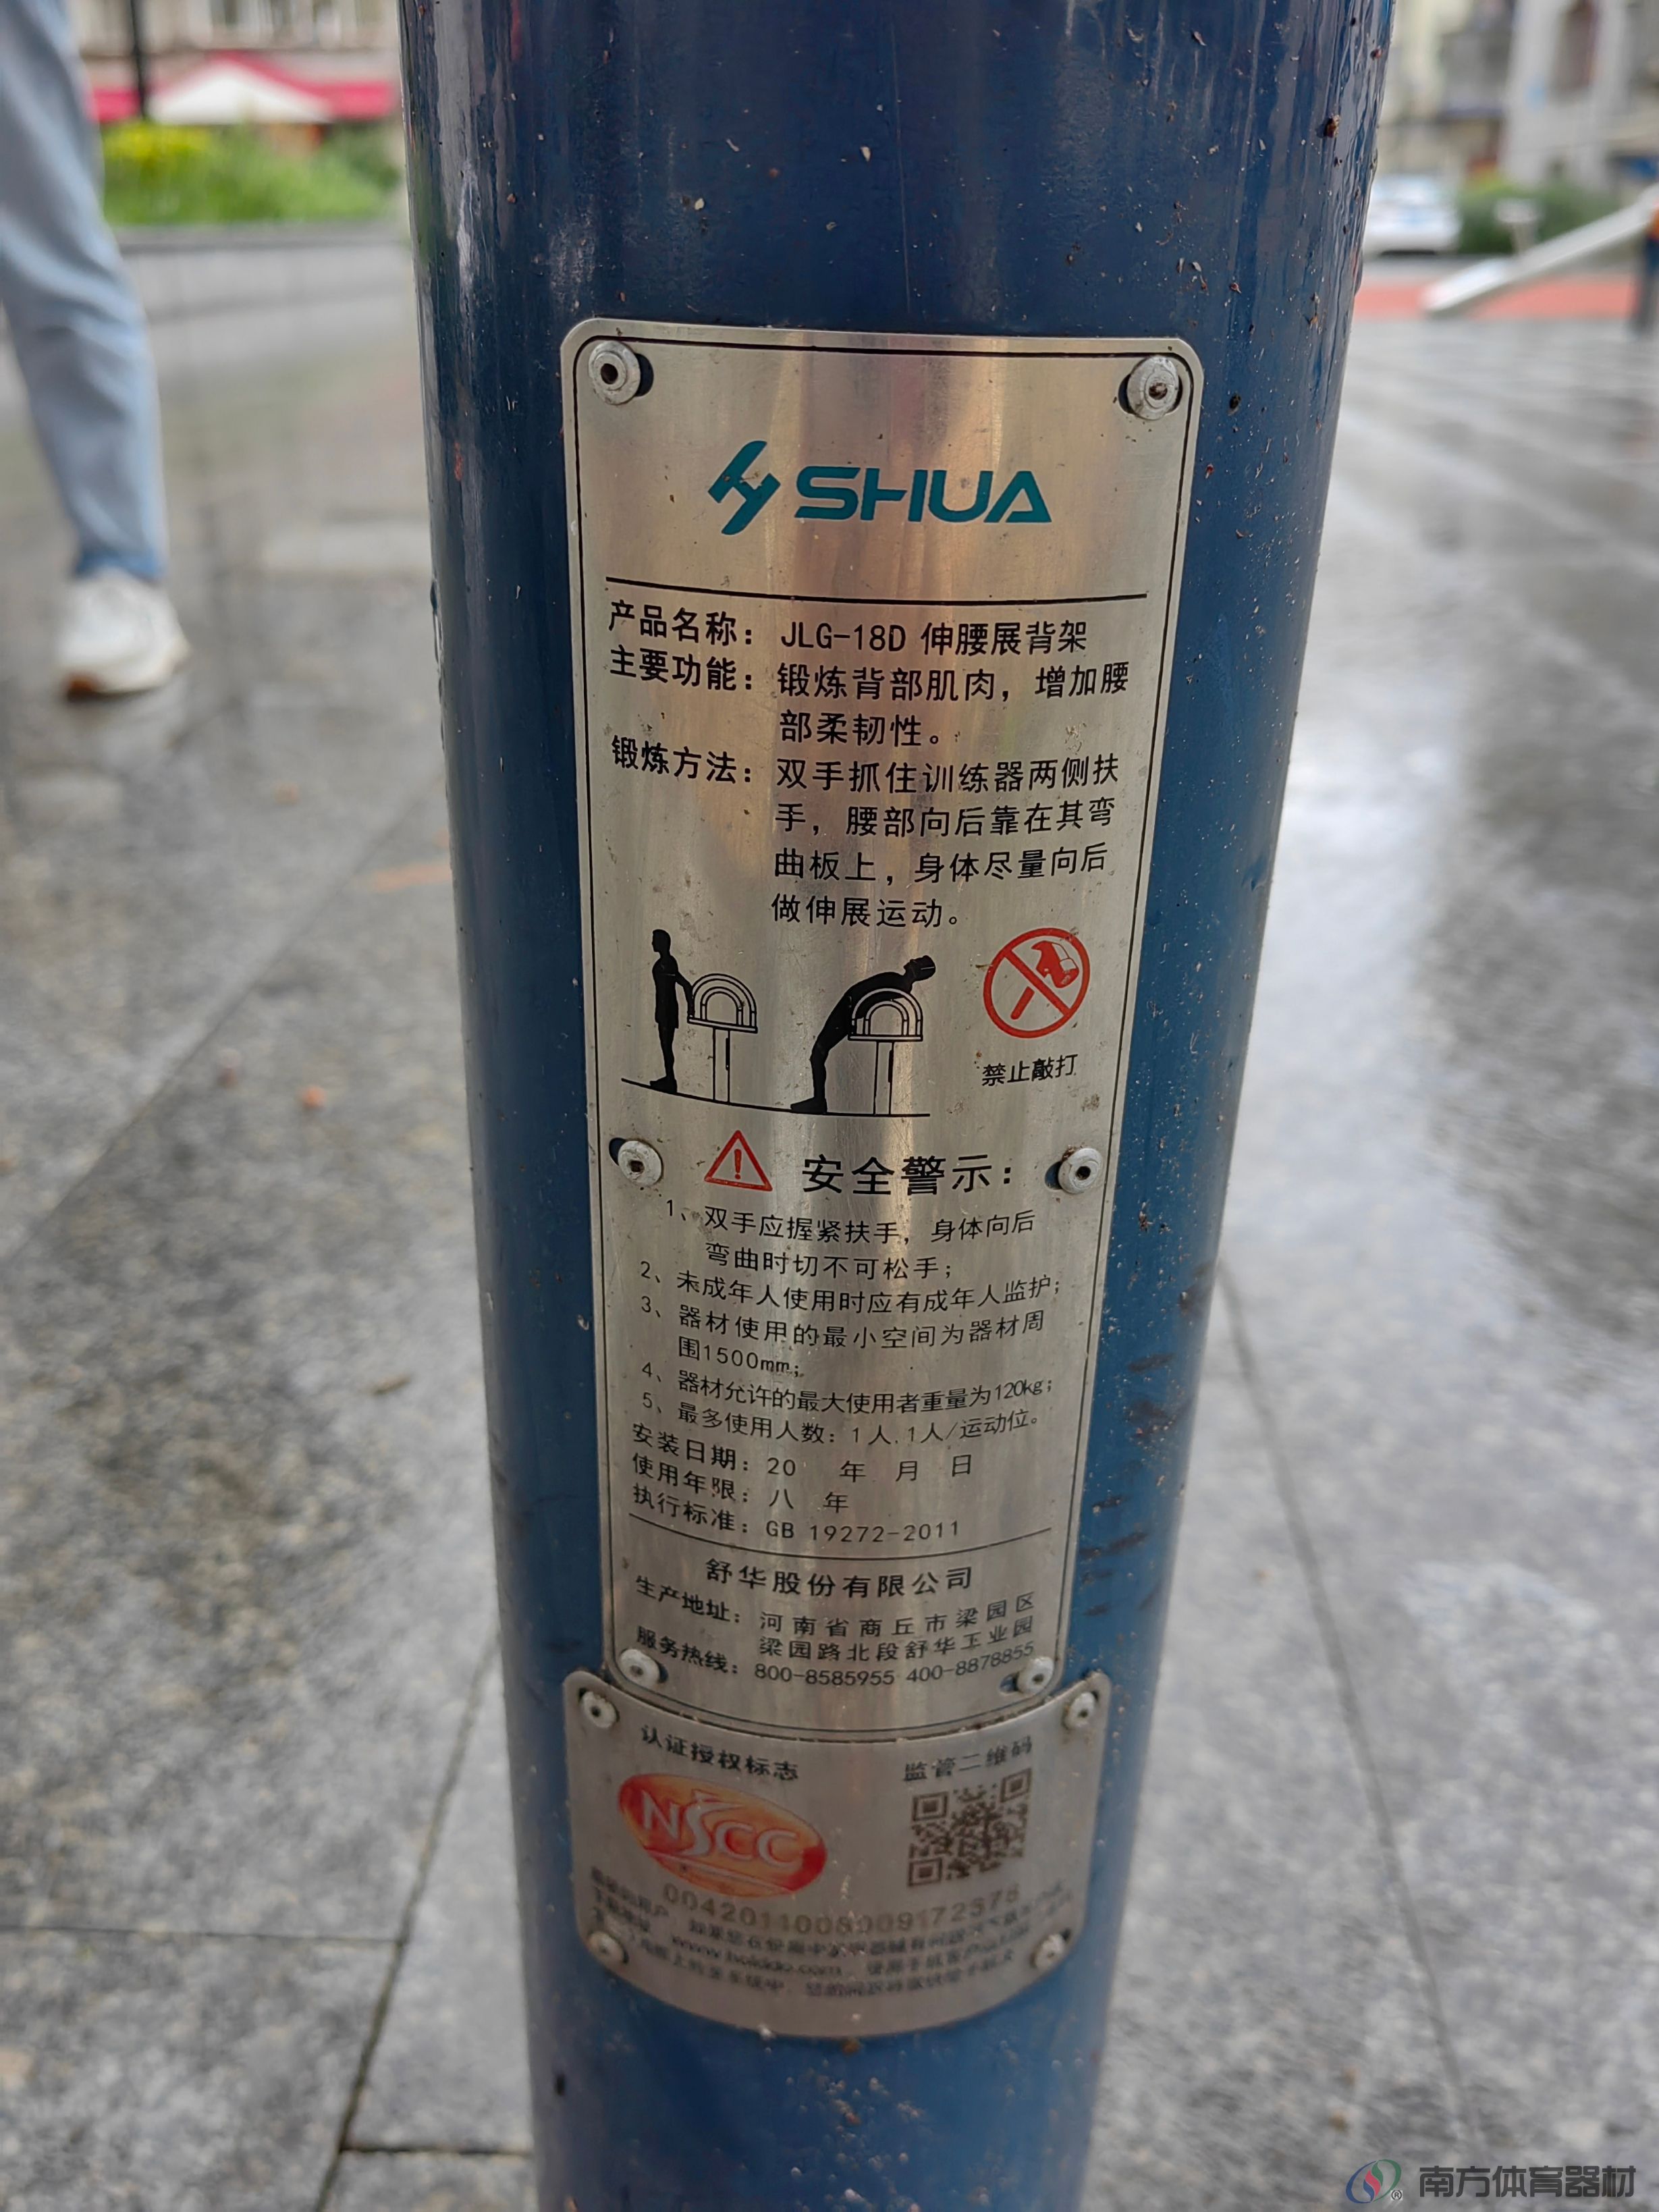 SHUA
产品名称：JLG-18D 伸腰展背架
主要功能：锻炼背部肌肉，增加腰
部柔韧性。
锻炼方法：双手抓住训练器两侧扶
手，腰部向后靠在其弯
曲板上，身体尽量向后
做伸展运动。
禁止敲打
安全警示：
1、双手应握紧扶手，身体向后
弯曲时切不可松手；
2、未成年人使用时应有成年人监护；
3、器材使用的最小空间为器材周
围1500mm；
4、器材允许的最大使用者重量为120kg；
5、最多使用人数：1人，1人/运动位。
安装日期：20 年 月 日
使用年限：八 年
执行标准：GB 19272-2011
舒华股份有限公司
生产地址：河南省商丘市梁园区
梁园路北段舒华工业园
服务热线：800-8585955 400-8878855
认证授权标志 监管二维码
NSCC
南方体育器材